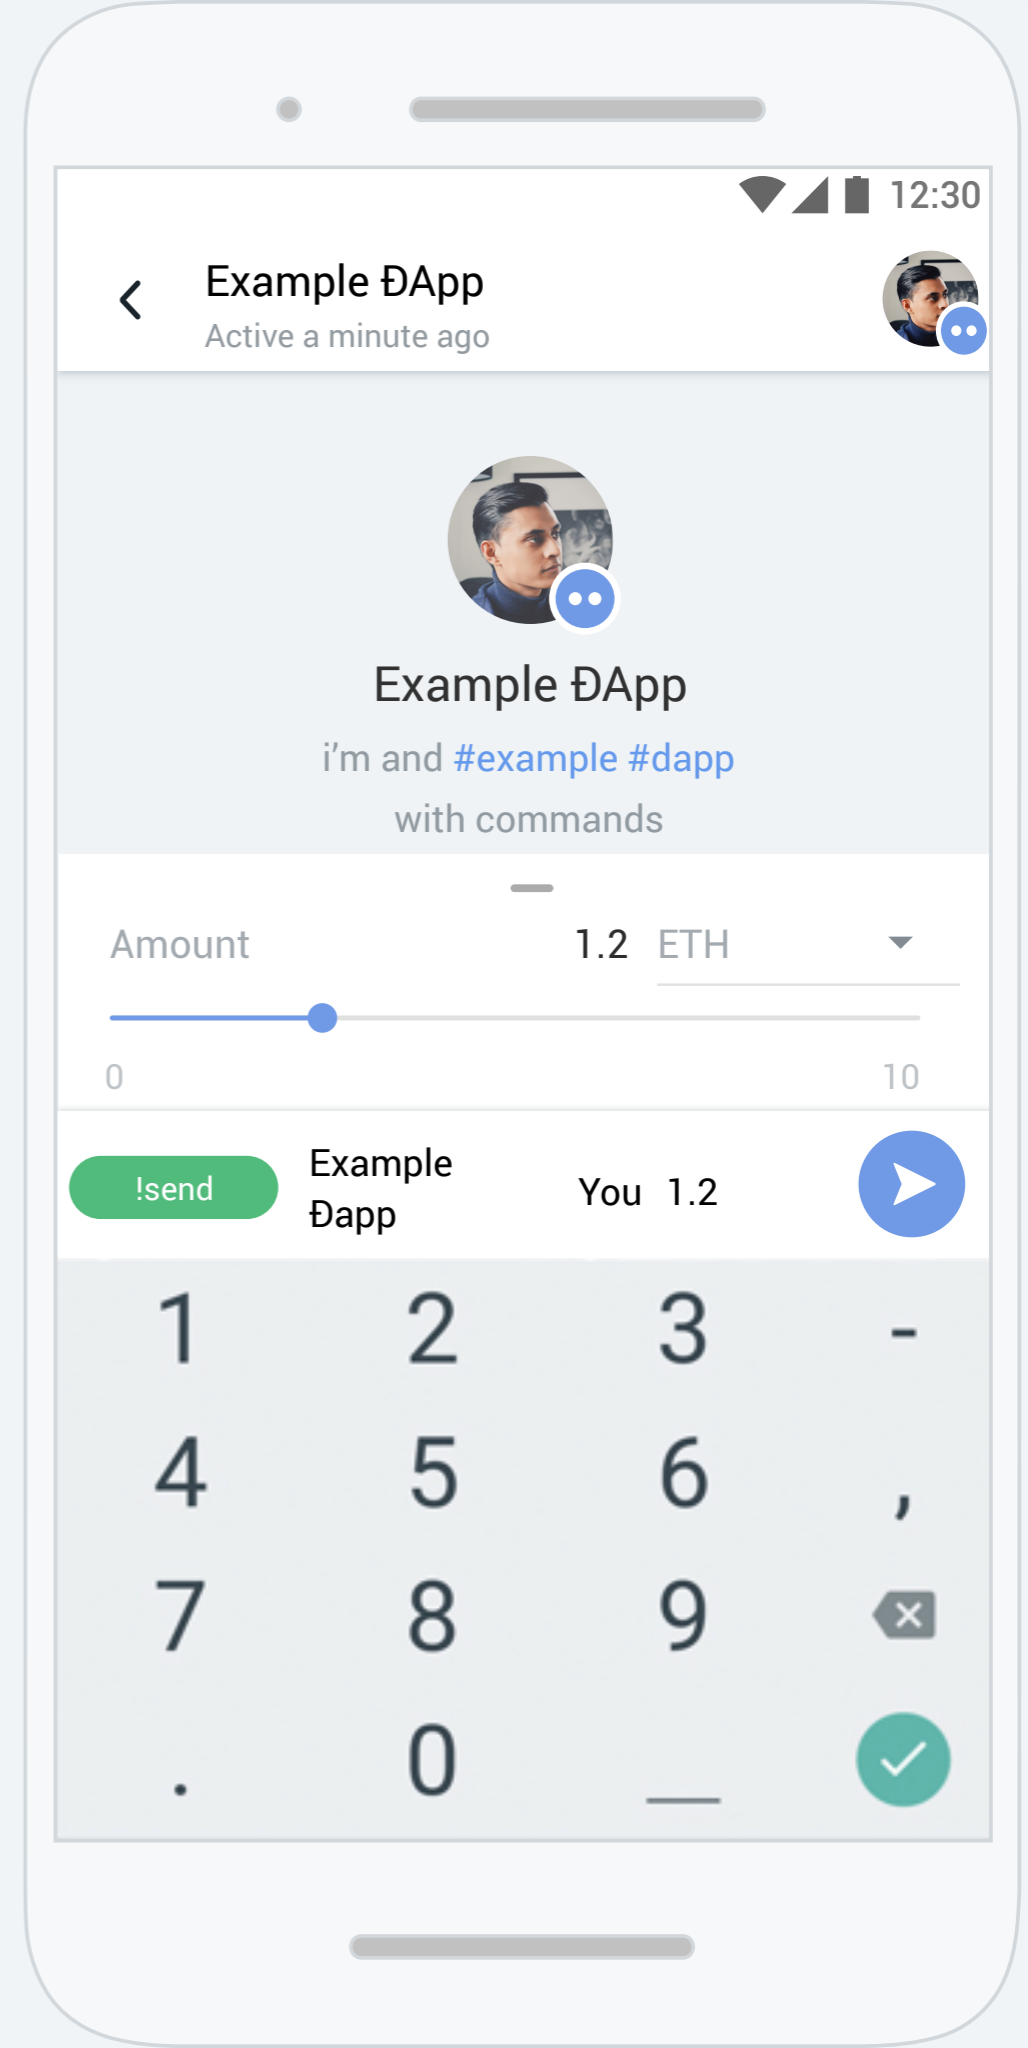 12:30
Example ĐApp
Active a minute ago
Example ĐApp
i’m and #example #dapp
with commands
Amount 1.2 ETH
0 10
!send Example Đapp You 1.2
1 2 3 -
4 5 6 ,
7 8 9
. 0 _